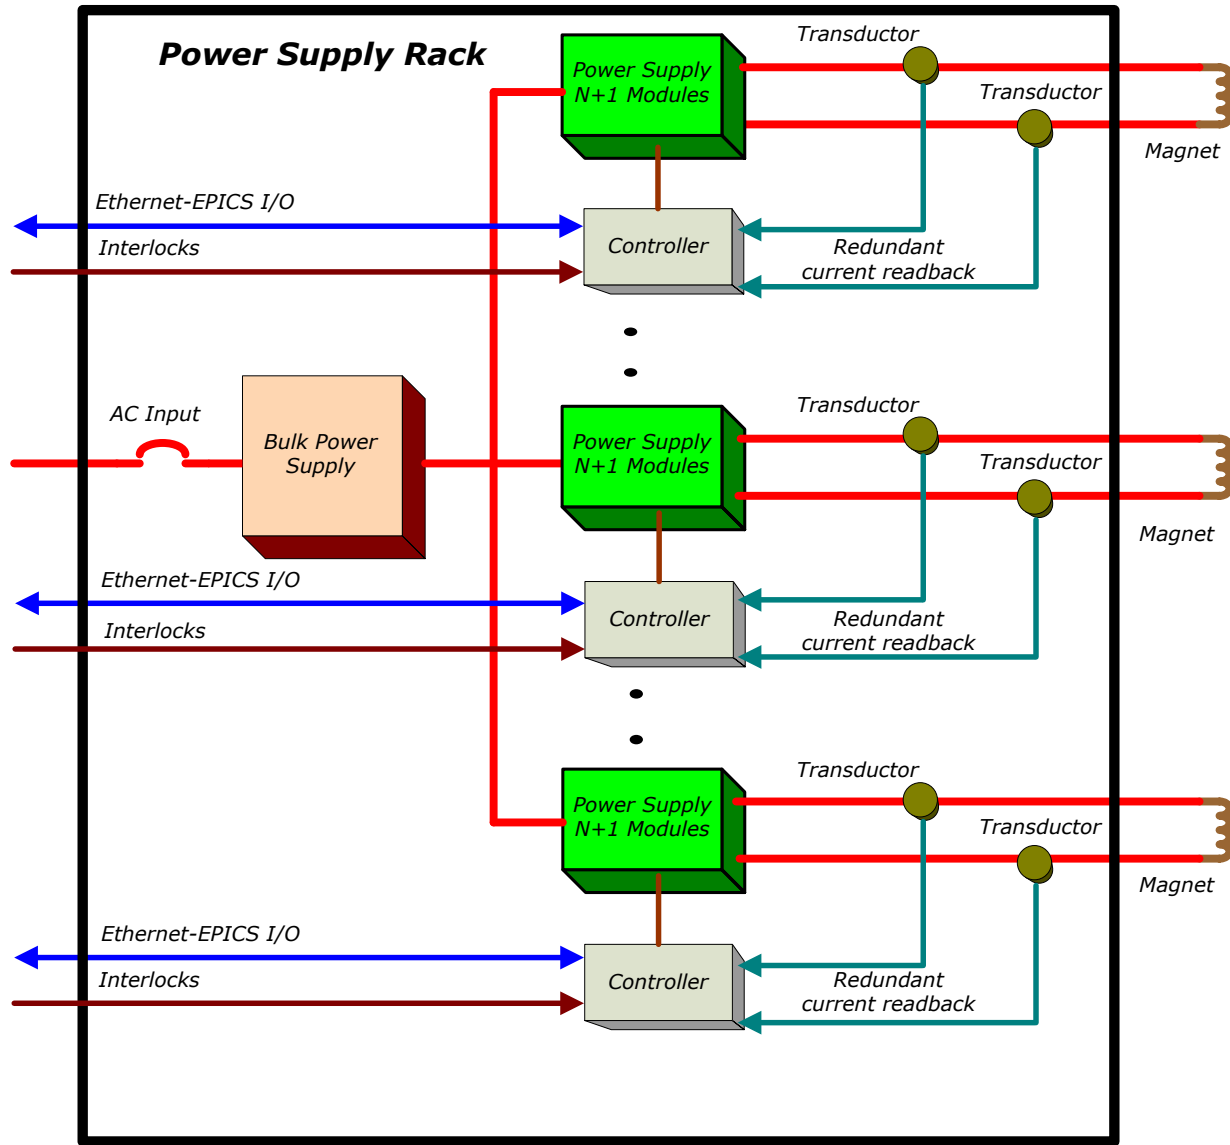 Power Supply Rack
Transductor
Power Supply
N+1 Modules
Transductor
Magnet
Ethernet-EPICS I/O
Interlocks
Controller
Redundant
current readback
AC Input
Bulk Power
Supply
Transductor
Power Supply
N+1 Modules
Transductor
Magnet
Ethernet-EPICS I/O
Interlocks
Controller
Redundant
current readback
Transductor
Power Supply
N+1 Modules
Transductor
Magnet
Ethernet-EPICS I/O
Interlocks
Controller
Redundant
current readback